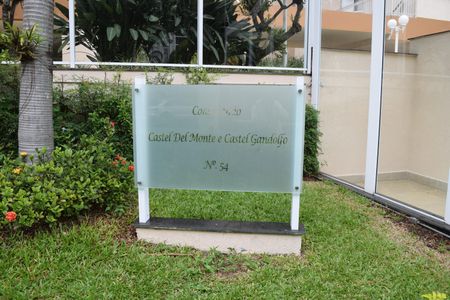 Castel Del Monte e Castel Gandolfo
Nº 54